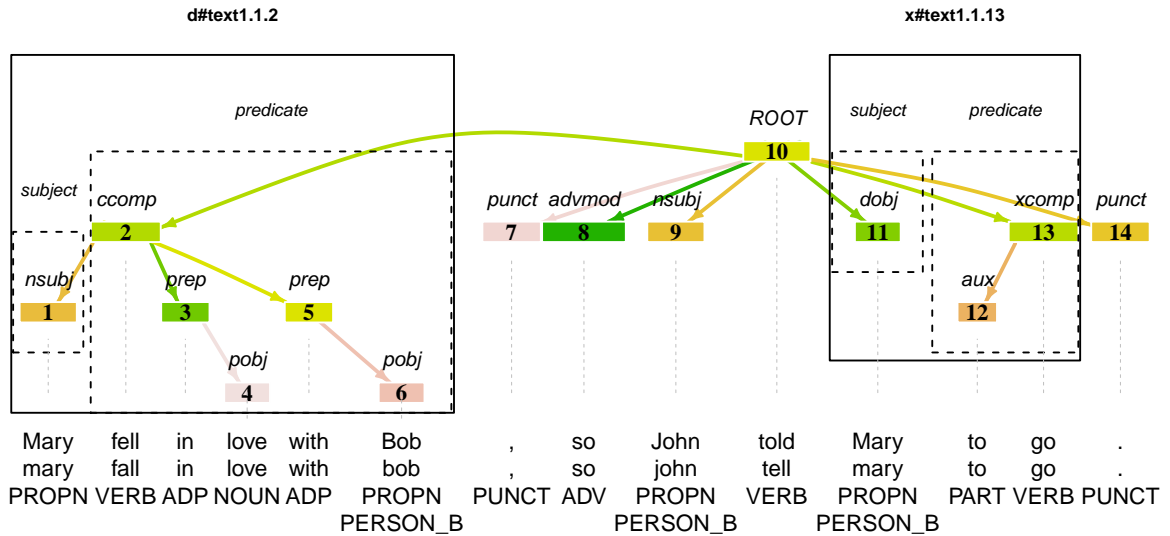 d#text1.1.2 x#text1.1.13
predicate ROOT subject predicate
10
subject ccomp punct advmod nsubj dobj xcomp punct
2 7 8 9 11 13 14
nsubj prep prep aux
1 3 5 12
pobj pobj
4 6
Mary fell in love with Bob , so John told Mary to go .
mary fall in love with bob , so john tell mary to go .
PROPN VERB ADP NOUN ADP PROPN PUNCT ADV PROPN VERB PROPN PART VERB PUNCT
PERSON_B PERSON_B PERSON_B